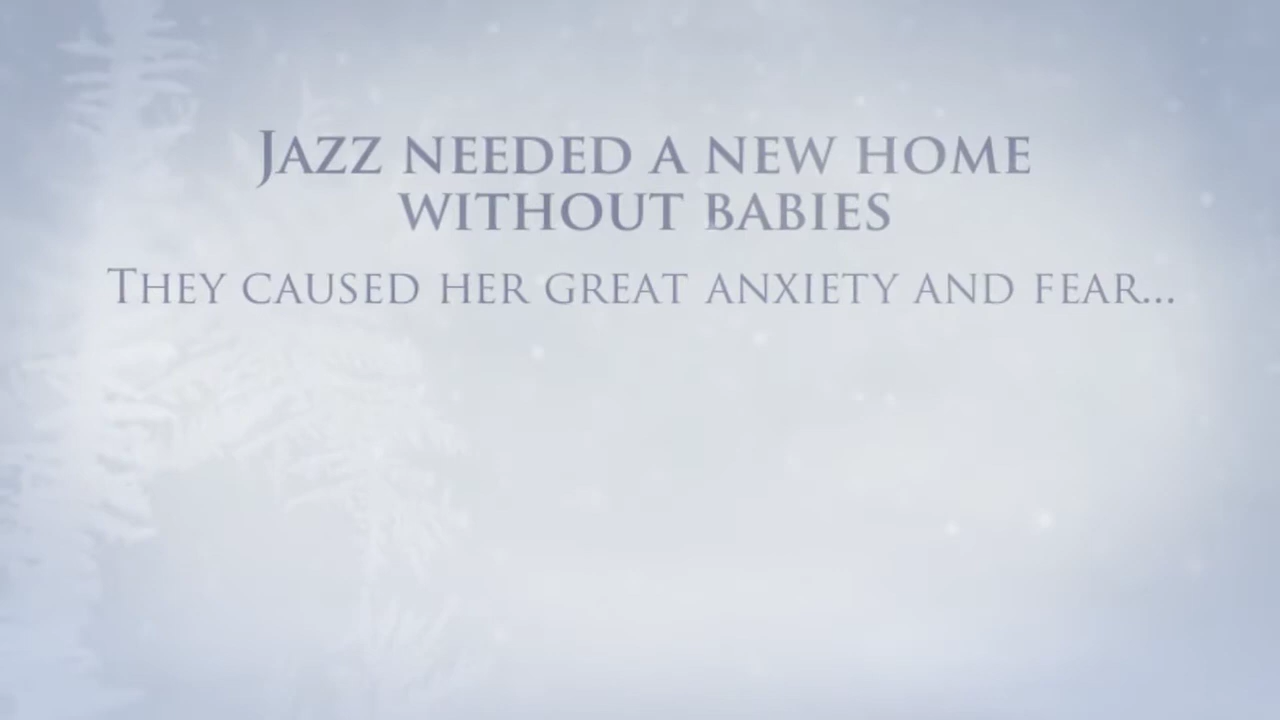 Jazz needed a new home
without babies
They caused her great anxiety and fear...